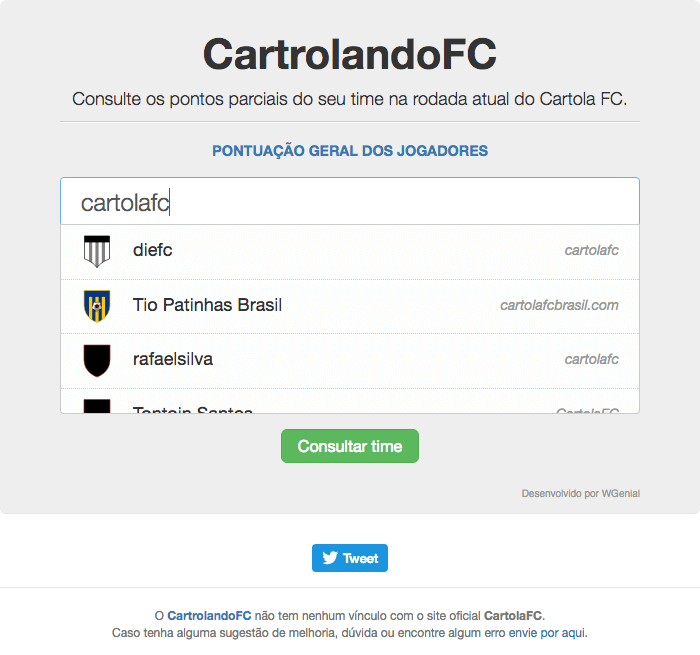 CartrolandoFC
Consulte os pontos parciais do seu time na rodada atual do Cartola FC.
PONTUAÇÃO GERAL DOS JOGADORES
cartolafc
diefc cartolafc
Tio Patinhas Brasil cartolafcbrasil.com
rafaelsilva cartolafc
Tontoin Santos CartolaFC
Consultar time
Desenvolvido por WGenial
Tweet
O CartrolandoFC não tem nenhum vínculo com o site oficial CartolaFC.
Caso tenha alguma sugestão de melhoria, dúvida ou encontre algum erro envie por aqui.